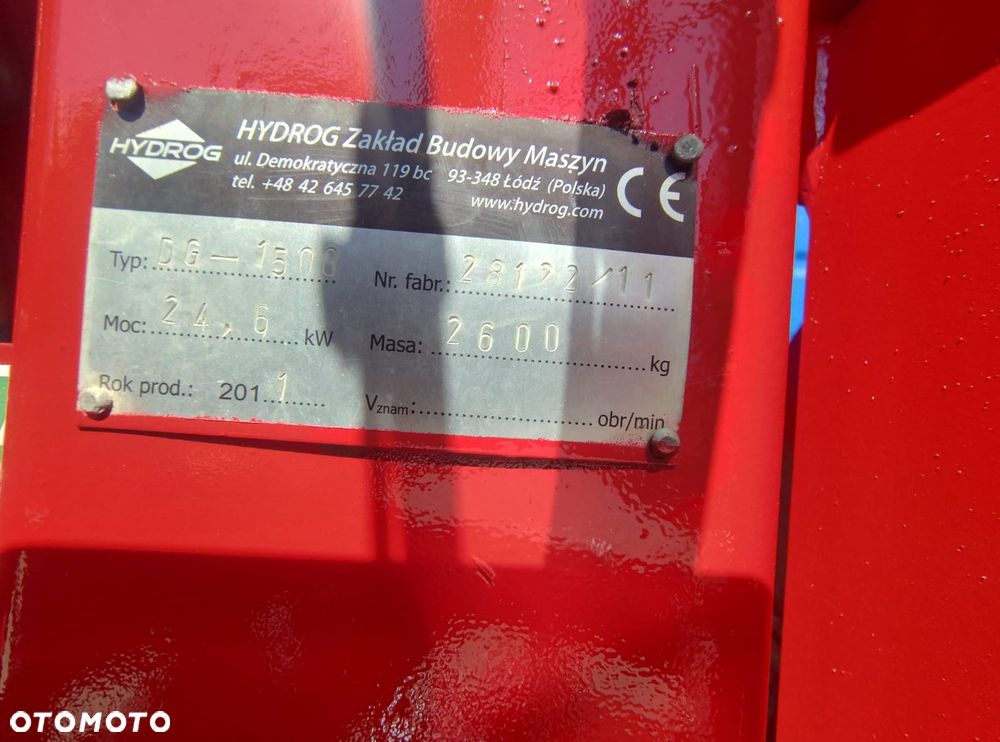 HYDROG
HYDROG Zakład Budowy Maszyn
ul. Demokratyczna 119 bc 93-348 Łódź (Polska)
tel. +48 42 645 77 42
www.hydrog.com
CE
Typ: DG-1500 Nr. fabr.: 28122/11
Moc: 24,6 kW Masa: 2600 kg
Rok prod.: 2011 Vznam: obr/min
OTOMOTO